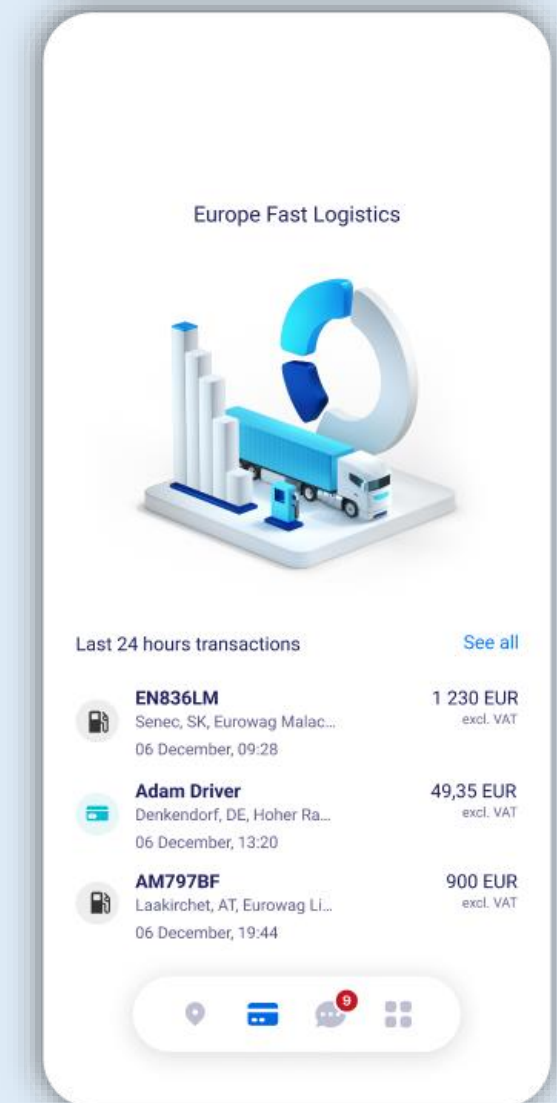 Europe Fast Logistics
Last 24 hours transactions See all
EN836LM 1 230 EUR
Senec, SK, Eurowag Malac... excl. VAT
06 December, 09:28
Adam Driver 49,35 EUR
Denkendorf, DE, Hoher Ra... excl. VAT
06 December, 13:20
AM797BF 900 EUR
Laakirchet, AT, Eurowag Li... excl. VAT
06 December, 19:44
9